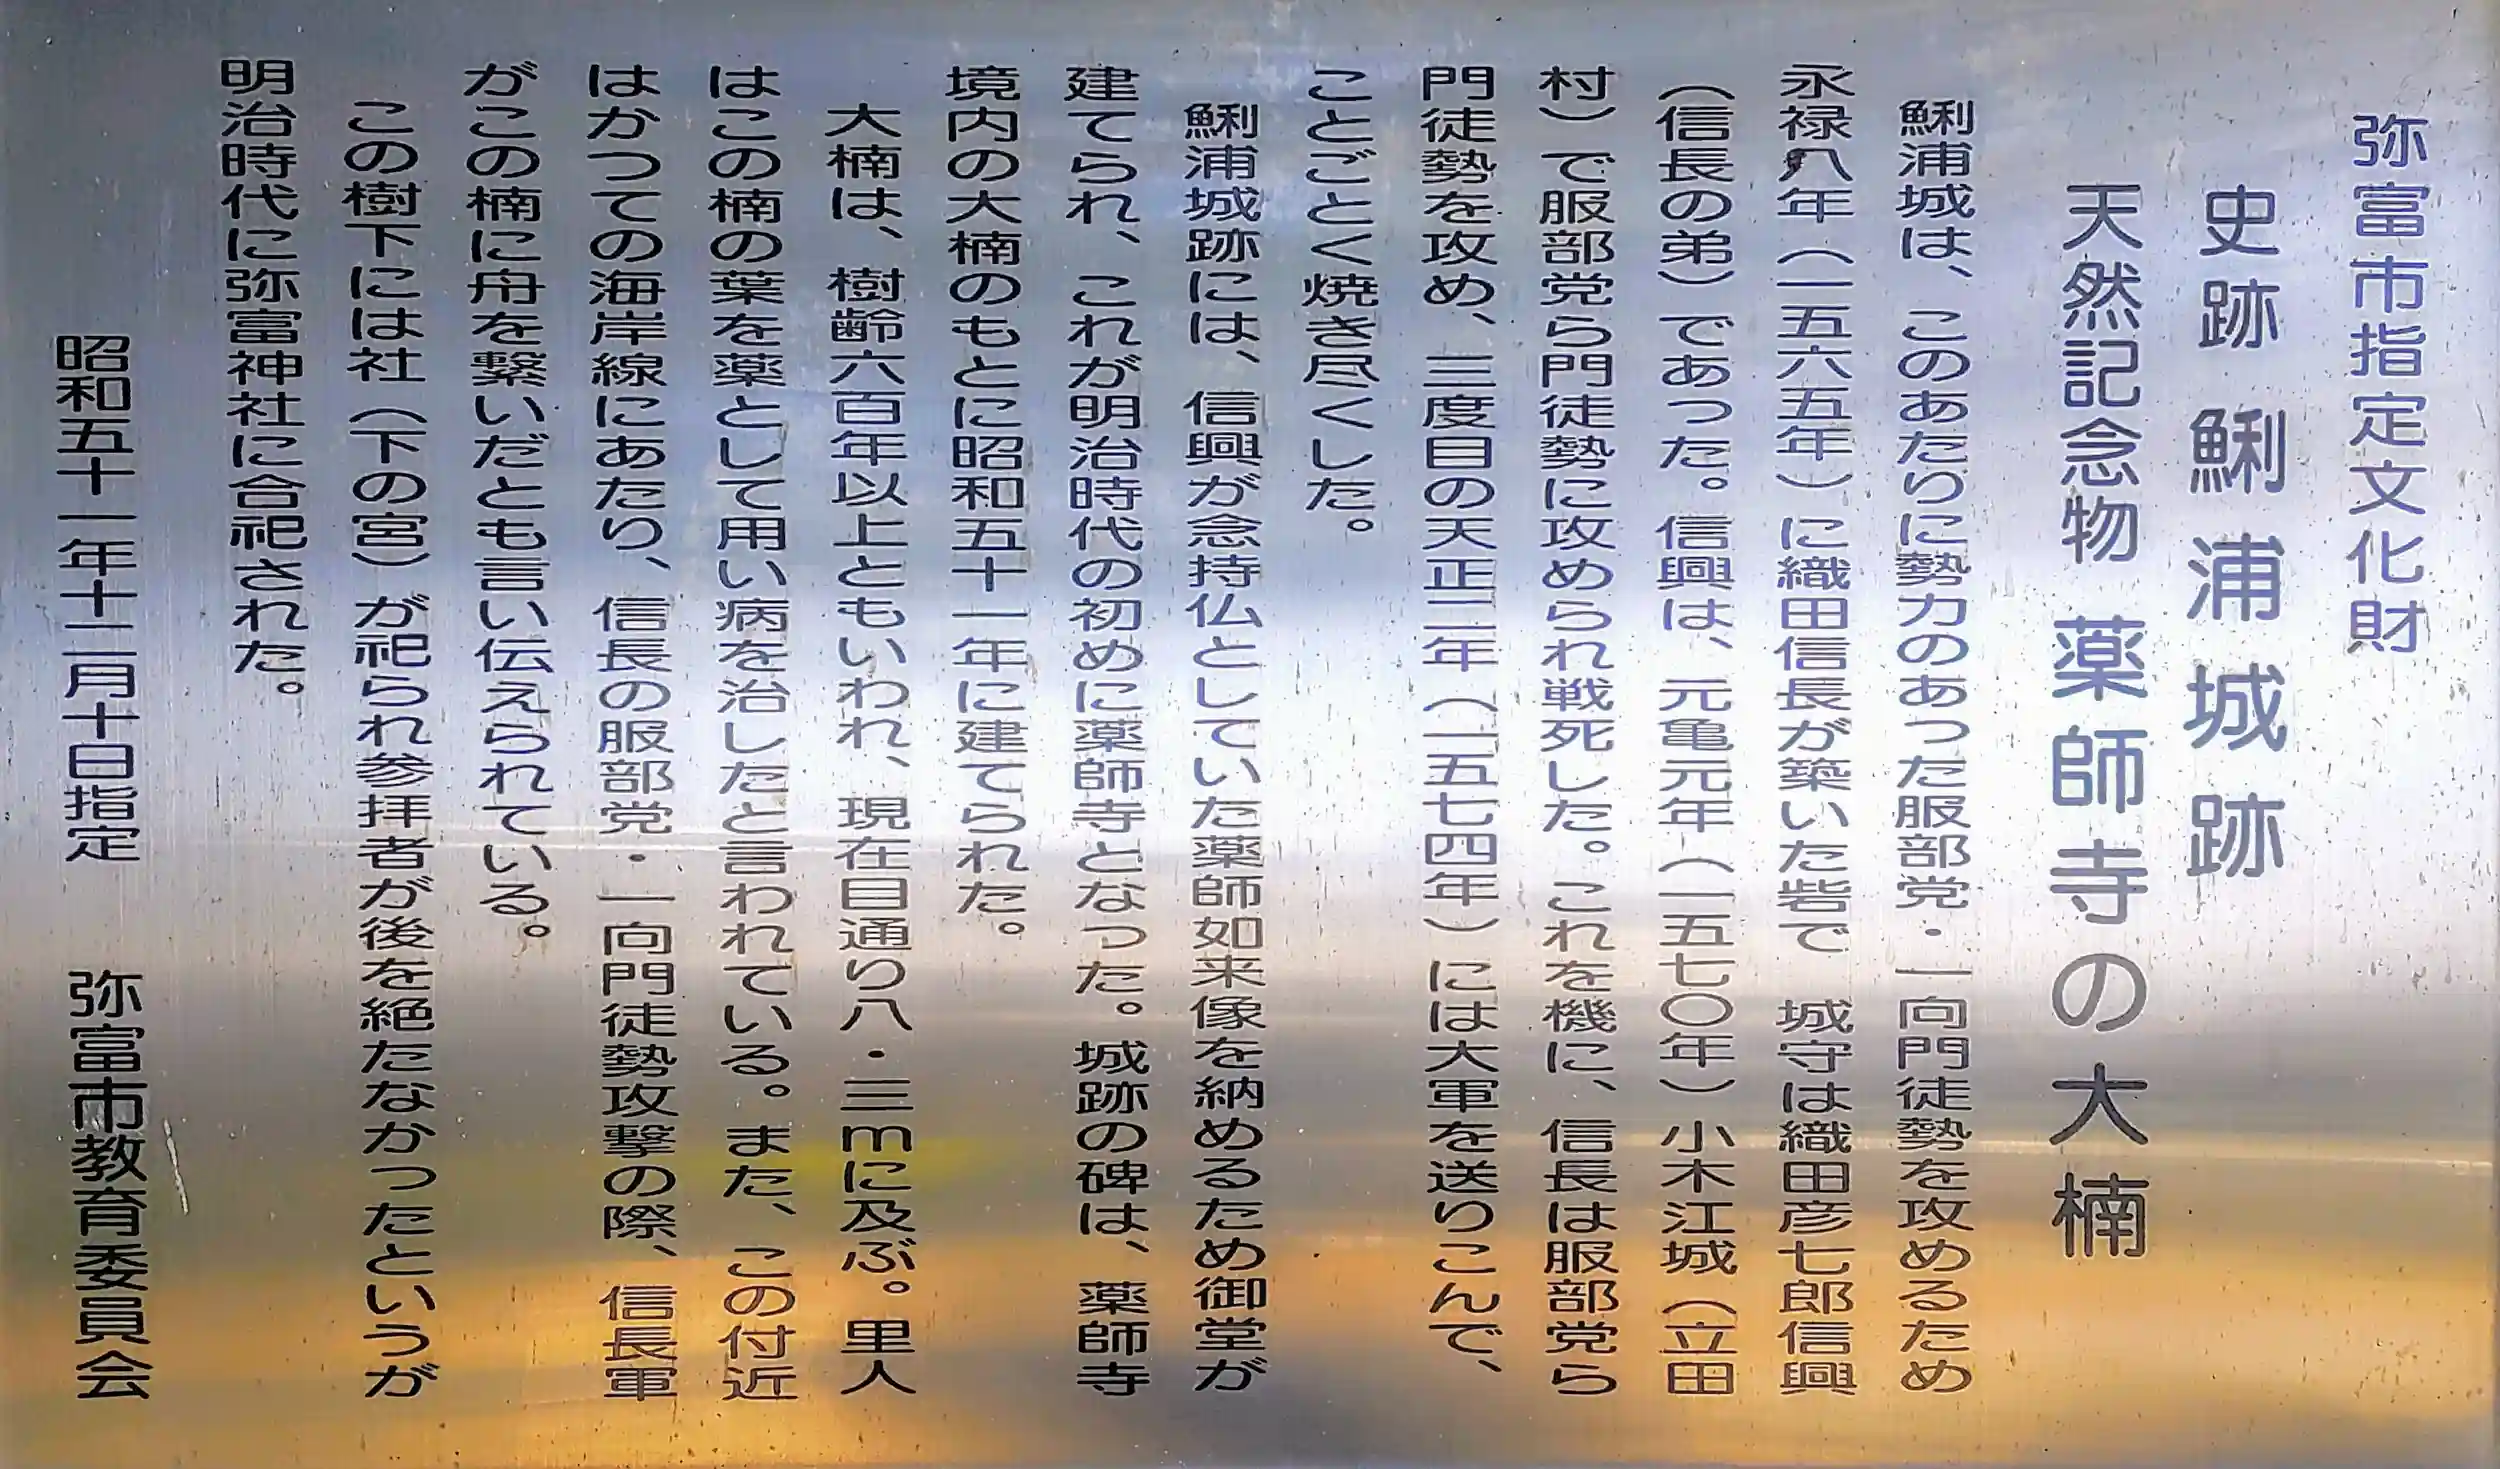 弥富市指定文化財
史跡 鯏浦城跡
天然記念物 薬師寺の大楠
鯏浦城は、このあたりに勢力のあった服部党・一向門徒勢を攻めるため
永禄八年(一五六五年)に織田信長が築いた砦で 城守は織田彦七郎信興
(信長の弟)であった。信興は、元亀元年(一五七〇年)小木江城(立田
村)で服部党ら門徒勢に攻められ戦死した。これを機に、信長は服部党ら
門徒勢を攻め、三度目の天正二年(一五七四年)には大軍を送りこんで、
ことごとく焼き尽くした。
鯏浦城跡には、信興が念持仏としていた薬師如来像を納めるため御堂が
建てられ、これが明治時代の初めに薬師寺となった。城跡の碑は、薬師寺
境内の大楠のもとに昭和五十一年に建てられた。
大楠は、樹齢六百年以上ともいわれ、現在目通り八・三mに及ぶ。里人
はこの楠の葉を薬として用い病を治したと言われている。また、この付近
はかつての海岸線にあたり、信長の服部党・一向門徒勢攻撃の際、信長軍
がこの楠に舟を繋いだとも言い伝えられている。
この樹下には社(下の宮)が祀られ参拝者が後を絶たなかったというが
明治時代に弥富神社に合祀された。
昭和五十一年十二月十日指定 弥富市教育委員会